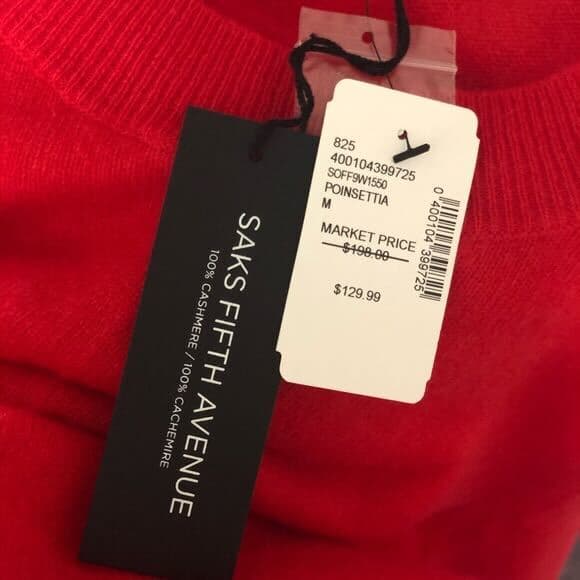 825
400104399725
SOFF9W1550
POINSETTIA
M
MARKET PRICE
$198.00
$129.99
0 400104 399725
SAKS FIFTH AVENUE
100% CASHMERE / 100% CACHEMIRE